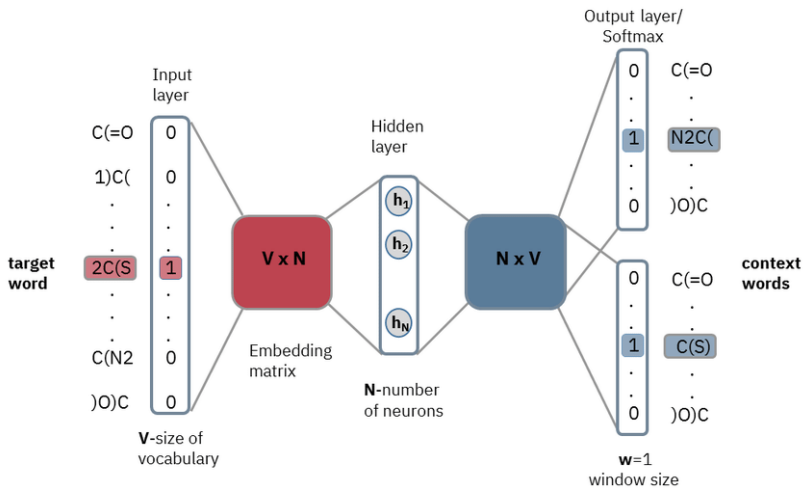 Output layer/
Softmax
Input
layer
Hidden
layer
C(=O
1)C(
2C(S
C(N2
)O)C
0
0
1
0
0
target
word
V x N
Embedding
matrix
V-size of
vocabulary
h1
h2
hN
N-number
of neurons
N x V
0
1
0
C(=O
N2C(
)O)C
0
1
0
C(=O
C(S)
)O)C
context
words
w=1
window size